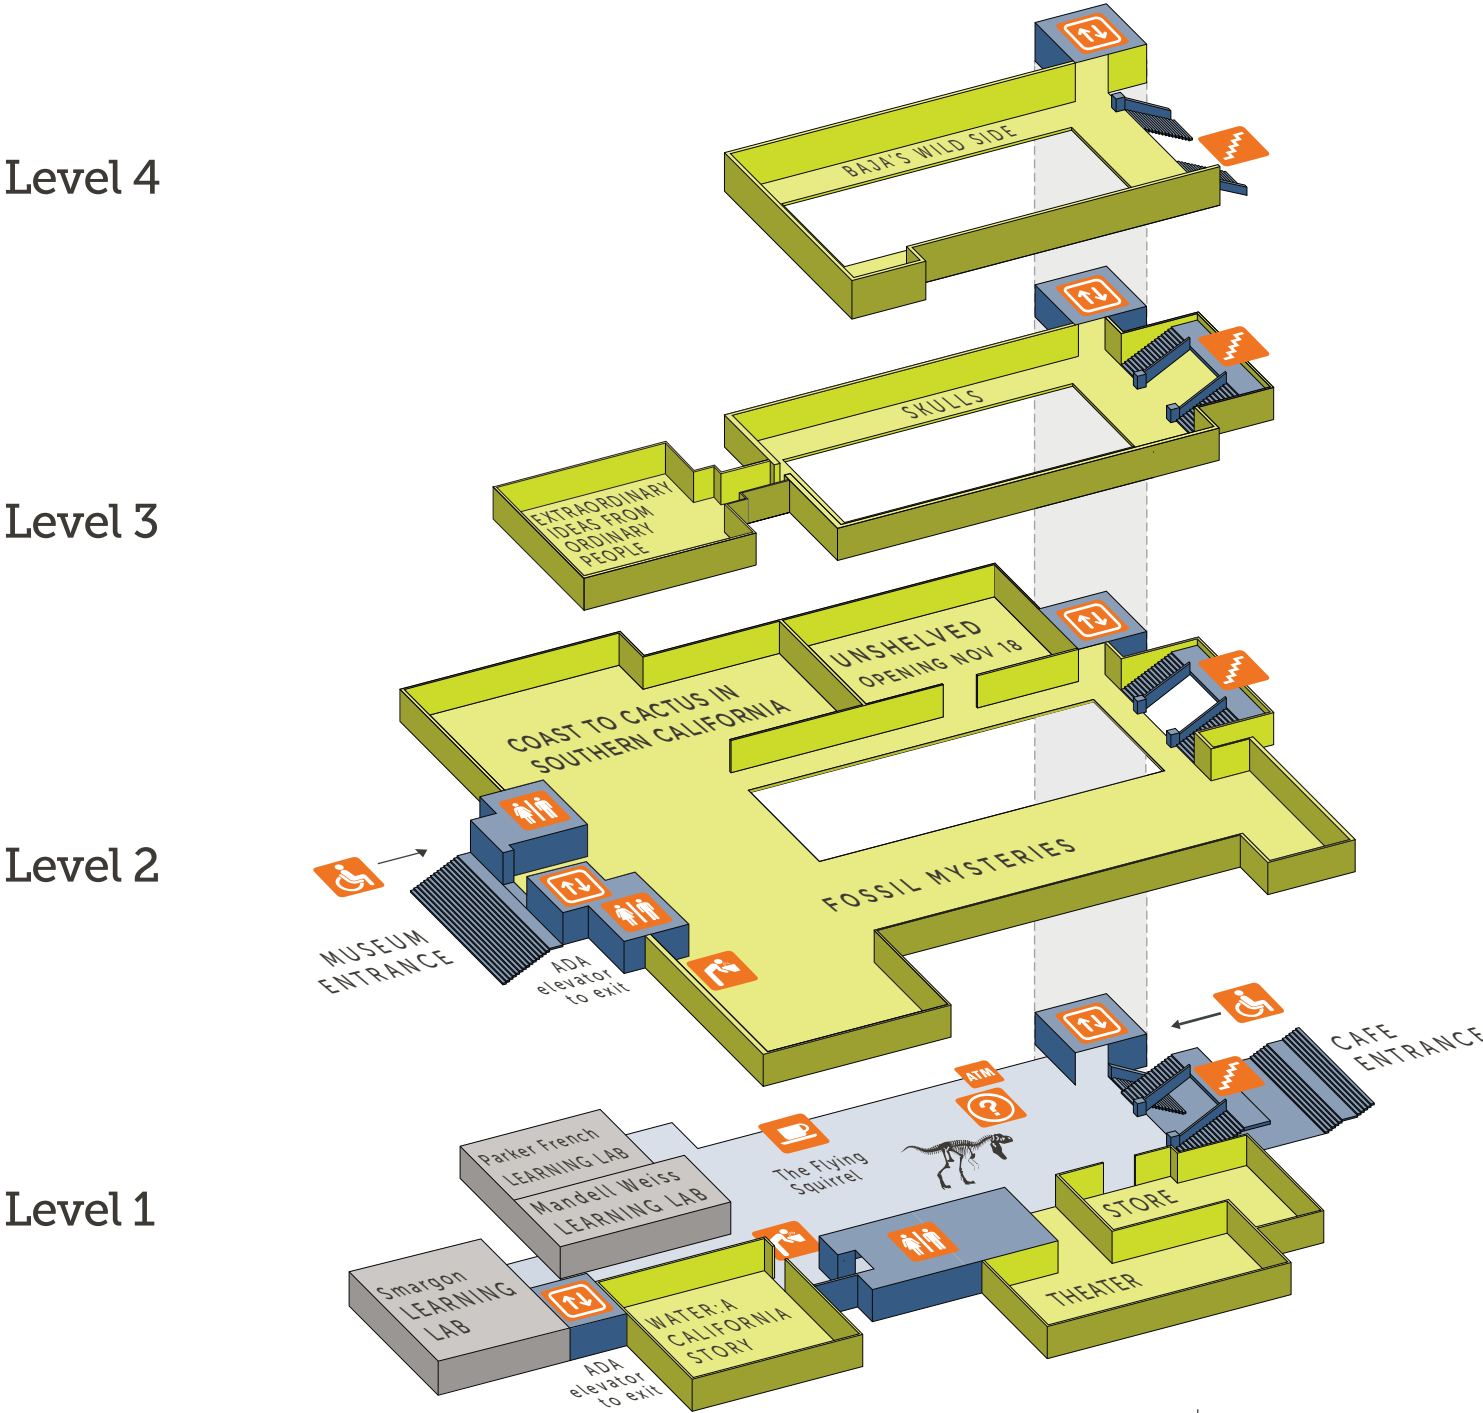 Level 4
BAJA'S WILD SIDE
Level 3
SKULLS
EXTRAORDINARY
IDEAS FROM
ORDINARY
PEOPLE
Level 2
UNSHELVED
OPENING NOV 18
COAST TO CACTUS IN
SOUTHERN CALIFORNIA
FOSSIL MYSTERIES
MUSEUM
ENTRANCE
ADA
elevator
to exit
Level 1
CAFE
ENTRANCE
ATM
?
The Flying
Squirrel
Parker French
LEARNING LAB
Mandell Weiss
LEARNING LAB
STORE
THEATER
Smargon
LEARNING
LAB
WATER: A
CALIFORNIA
STORY
ADA
elevator
to exit